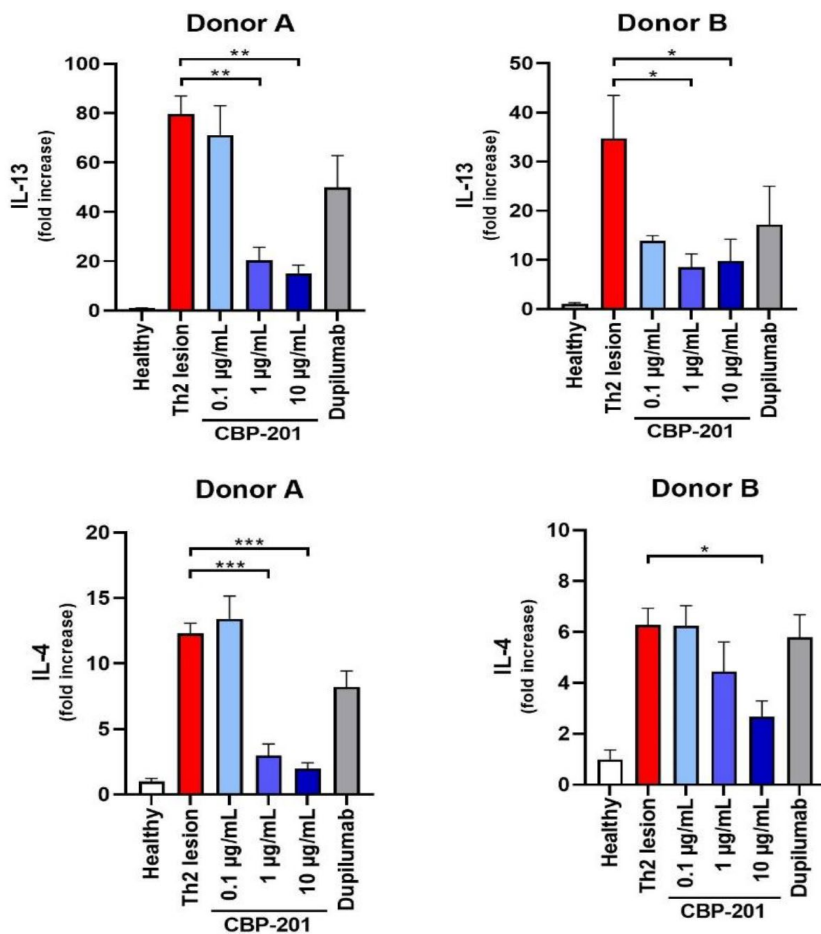 Donor A
**
**
100
80
60
40
20
0
IL-13
(fold increase)
Healthy
Th2 lesion
0.1 µg/mL
1 µg/mL
10 µg/mL
Dupilumab
CBP-201
Donor B
*
*
50
40
30
20
10
0
IL-13
(fold increase)
Healthy
Th2 lesion
0.1 µg/mL
1 µg/mL
10 µg/mL
Dupilumab
CBP-201
Donor A
***
***
20
15
10
5
0
IL-4
(fold increase)
Healthy
Th2 lesion
0.1 µg/mL
1 µg/mL
10 µg/mL
Dupilumab
CBP-201
Donor B
*
10
8
6
4
2
0
IL-4
(fold increase)
Healthy
Th2 lesion
0.1 µg/mL
1 µg/mL
10 µg/mL
Dupilumab
CBP-201